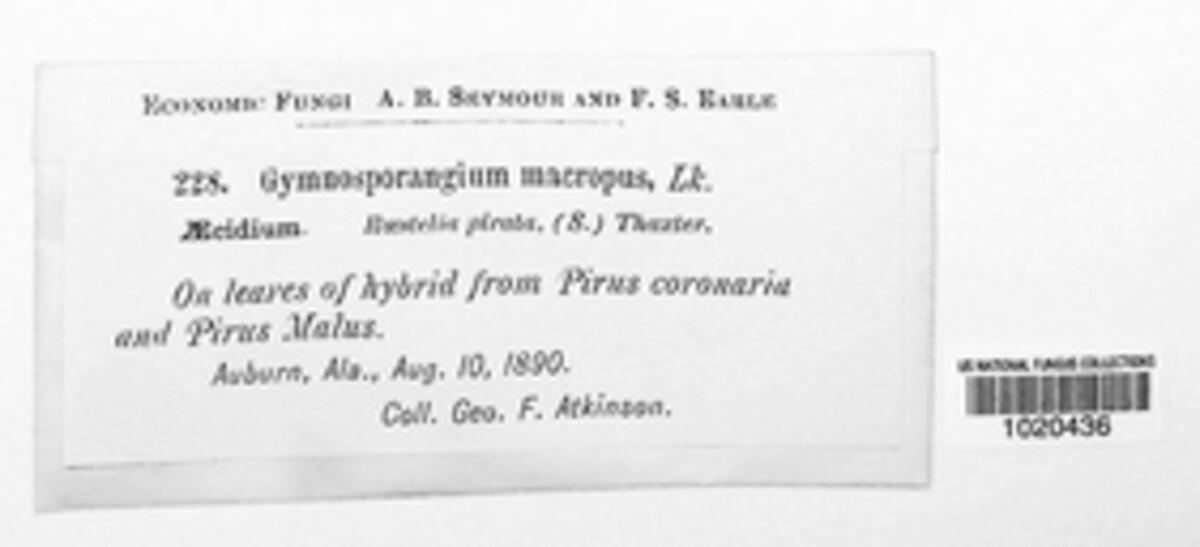 ECONOMIC FUNGI A. B. SEYMOUR AND F. S. EARLE
228. Gymnosporangium macropus, Lk.
Æcidium. Rœstelia pirata, (S.) Thaxter.
On leaves of hybrid from Pirus coronaria
and Pirus Malus.
Auburn, Ala., Aug. 10, 1890.
Coll. Geo. F. Atkinson.
US NATIONAL FUNGUS COLLECTIONS
1020436